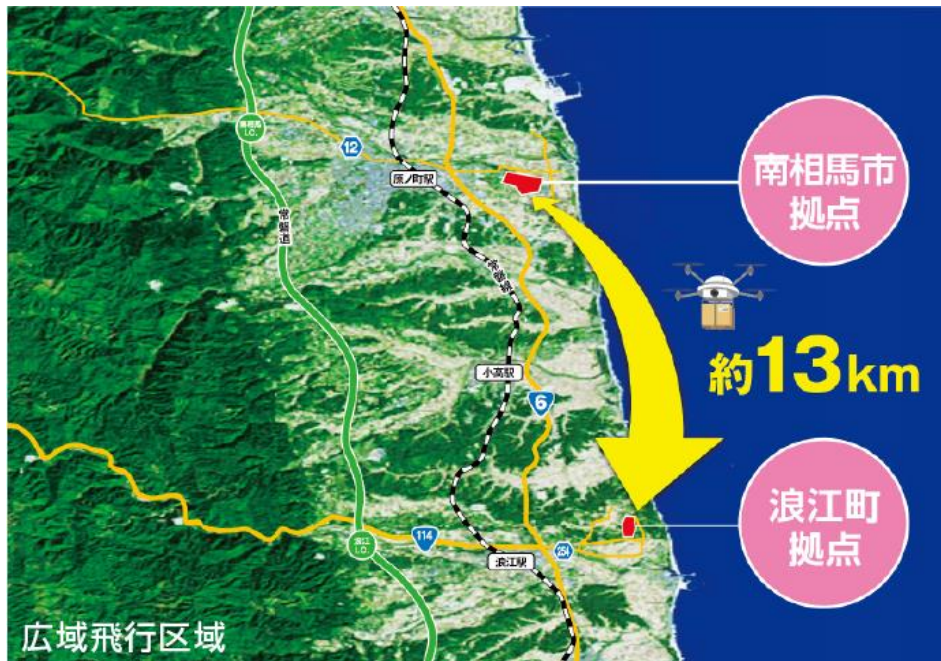 南相馬
I.C.
12
原ノ町駅
南相馬市
拠点
常磐道
常磐線
約13km
小高駅
6
浪江町
拠点
浪江
I.C.
114
254
浪江駅
広域飛行区域